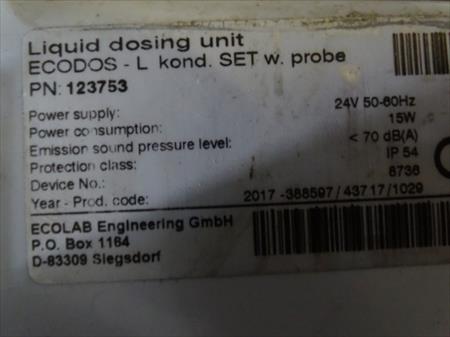 Liquid dosing unit
ECODOS - L kond. SET w. probe
PN: 123753
Power supply: 24V 50-60Hz
Power consumption: 15W
Emission sound pressure level: < 70 dB(A)
Protection class: IP 54
Device No.: 8736
Year - Prod. code: 2017 -388597/43717/1029
ECOLAB Engineering GmbH
P.O. Box 1164
D-83309 Siegsdorf